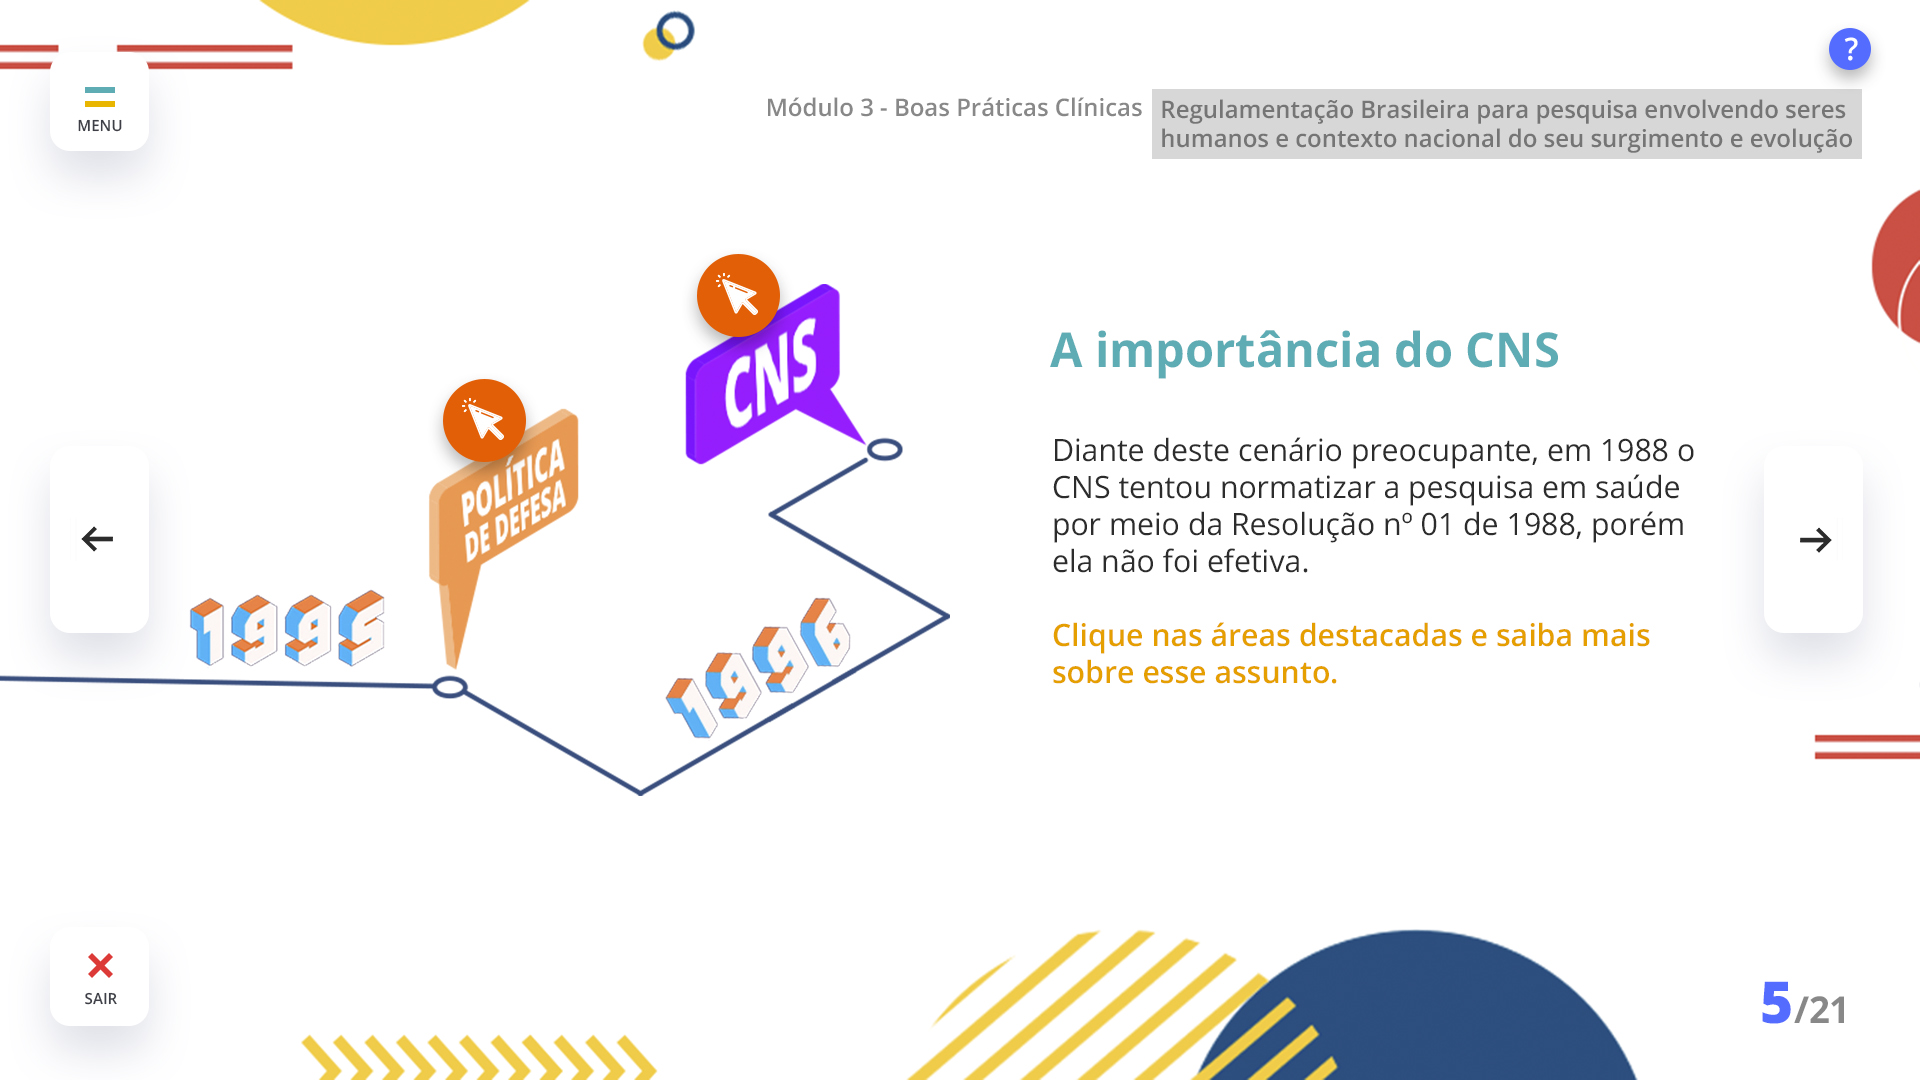 ?
MENU
Módulo 3 - Boas Práticas Clínicas
Regulamentação Brasileira para pesquisa envolvendo seres
humanos e contexto nacional do seu surgimento e evolução
CNS
POLÍTICA
DE DEFESA
1995
1996
A importância do CNS
Diante deste cenário preocupante, em 1988 o
CNS tentou normatizar a pesquisa em saúde
por meio da Resolução nº 01 de 1988, porém
ela não foi efetiva.
Clique nas áreas destacadas e saiba mais
sobre esse assunto.
SAIR
5/21